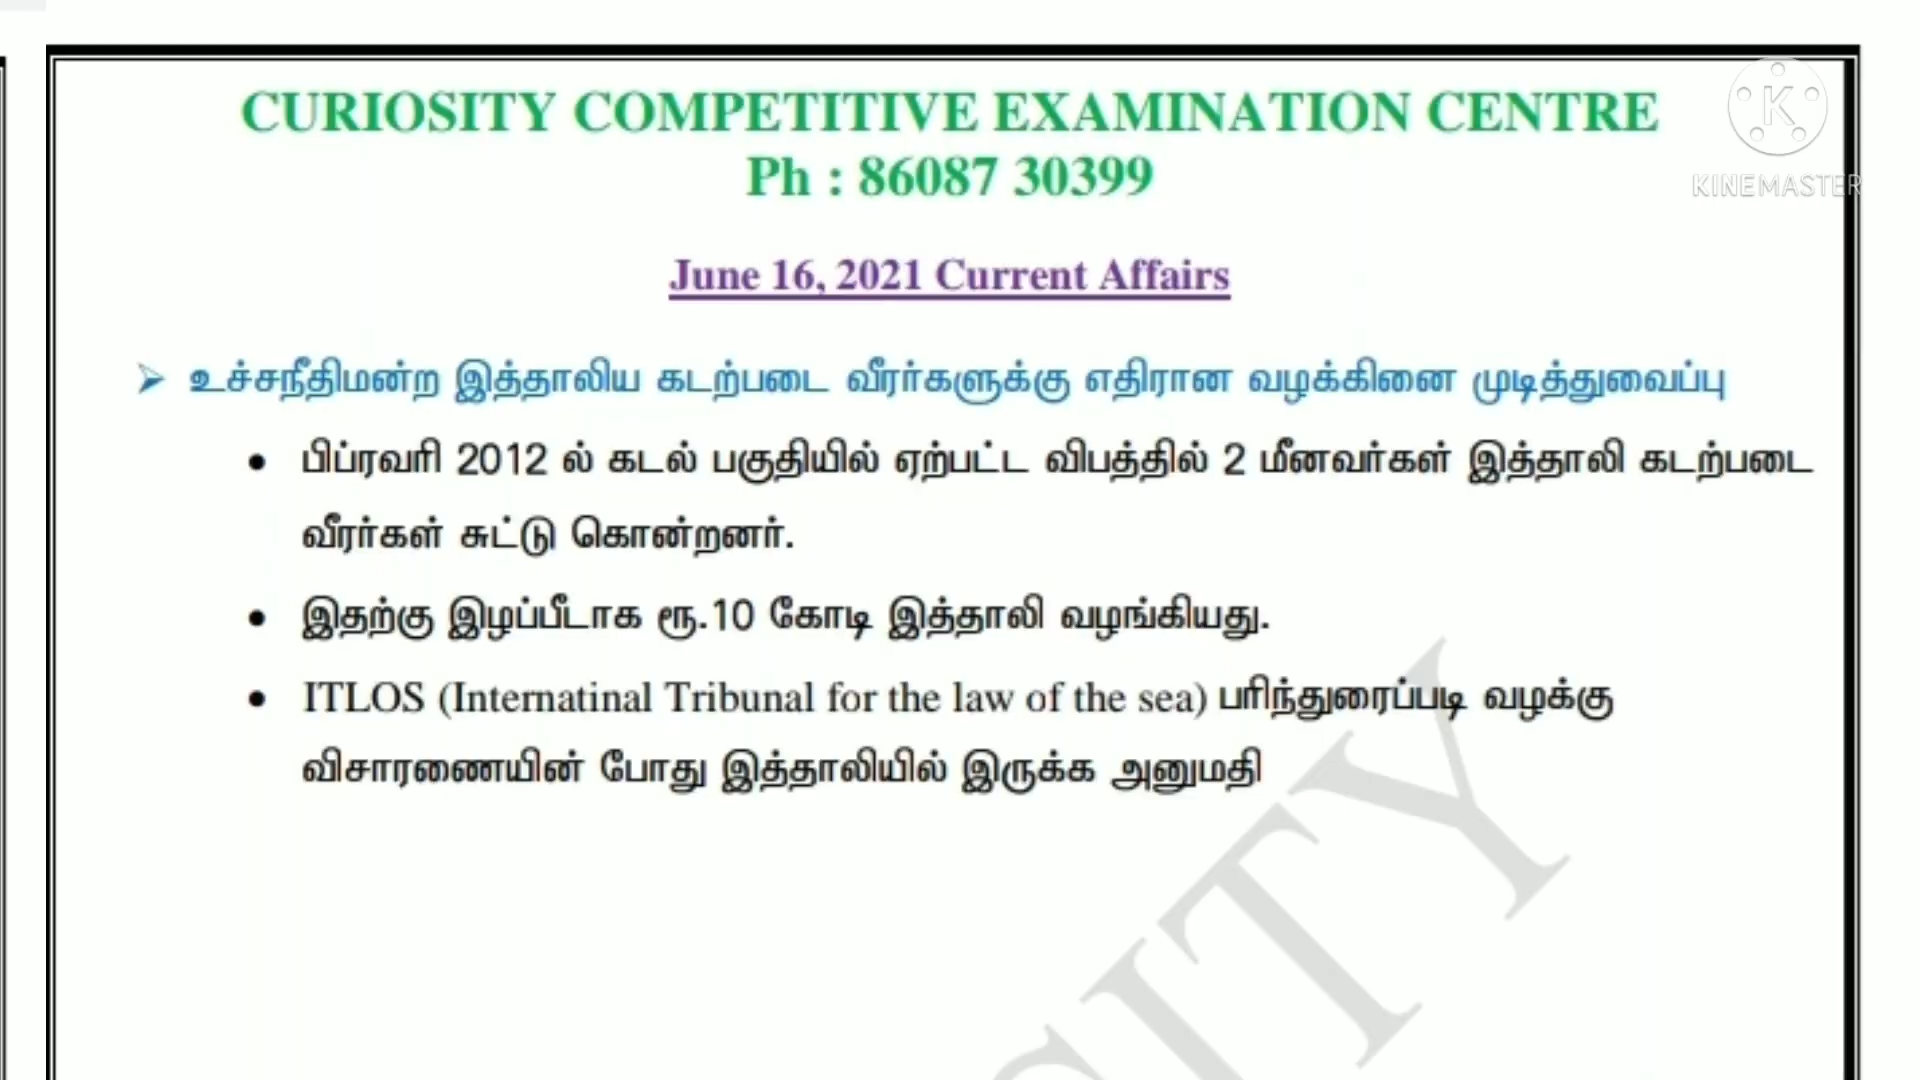 CURIOSITY COMPETITIVE EXAMINATION CENTRE
Ph : 86087 30399
KINEMASTER
June 16, 2021 Current Affairs
➢ உச்சநீதிமன்ற இத்தாலிய கடற்படை வீரர்களுக்கு எதிரான வழக்கினை முடித்துவைப்பு
• பிப்ரவரி 2012 ல் கடல் பகுதியில் ஏற்பட்ட விபத்தில் 2 மீனவர்கள் இத்தாலி கடற்படை
வீரர்கள் சுட்டு கொன்றனர்.
• இதற்கு இழப்பீடாக ரூ.10 கோடி இத்தாலி வழங்கியது.
• ITLOS (Internatinal Tribunal for the law of the sea) பரிந்துரைப்படி வழக்கு
விசாரணையின் போது இத்தாலியில் இருக்க அனுமதி
SITY